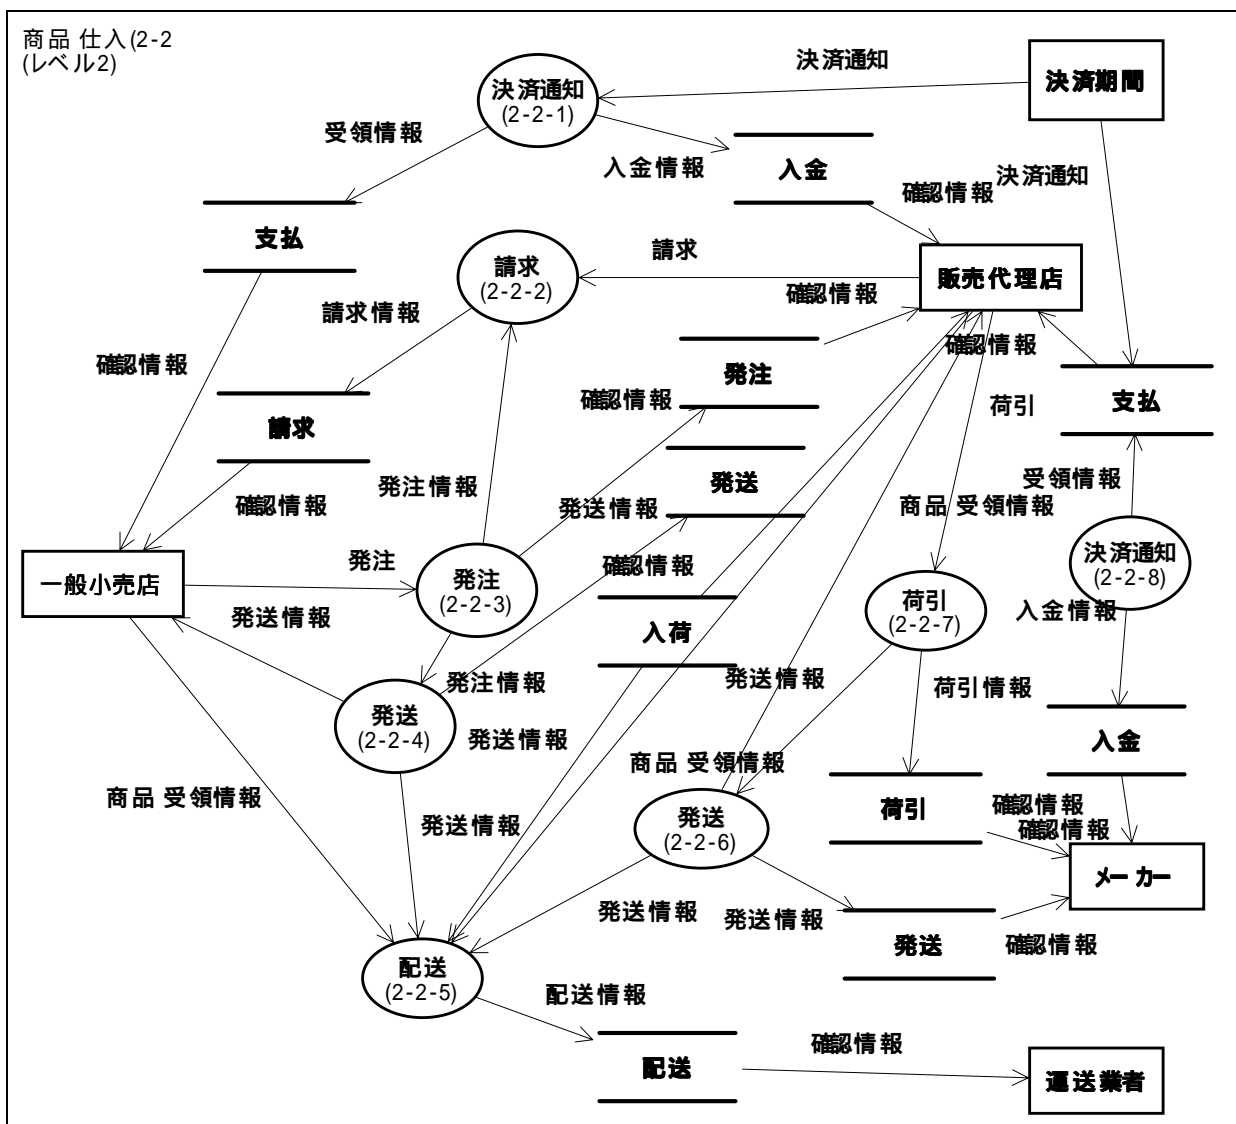 商品 仕入(2-2
(レベル2)
決済通知
決済期間
決済通知
(2-2-1)
受領情報
入金情報
入金
確認情報
決済通知
支払
請求
(2-2-2)
請求
販売代理店
確認情報
請求情報
確認情報
確認情報
発注
確認情報
荷引
支払
請求
確認情報
発注情報
発送情報
発送
商品 受領情報
受領情報
決済通知
(2-2-8)
一般小売店
発注
発注
(2-2-3)
確認情報
入荷
荷引
(2-2-7)
入金情報
発送情報
発注情報
発送情報
荷引情報
発送
(2-2-4)
発送情報
入金
商品 受領情報
商品 受領情報
発送情報
発送
(2-2-6)
荷引
確認情報
確認情報
メーカー
発送情報
発送情報
発送
確認情報
配送
(2-2-5)
配送情報
配送
確認情報
運送業者